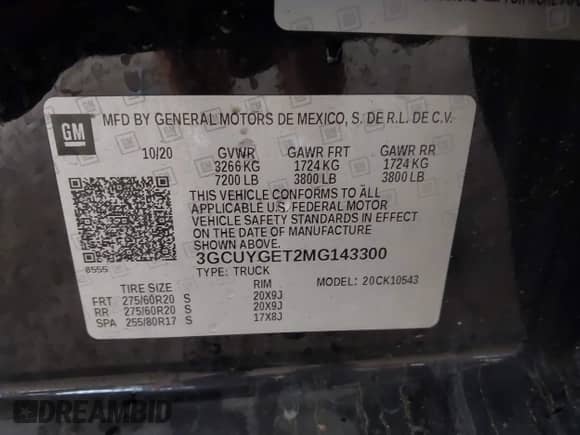 GM
MFD BY GENERAL MOTORS DE MEXICO, S. DE R.L. DE C.V.
10/20 GVWR GAWR FRT GAWR RR
3266 KG 1724 KG 1724 KG
7200 LB 3800 LB 3800 LB
THIS VEHICLE CONFORMS TO ALL
APPLICABLE U.S. FEDERAL MOTOR
VEHICLE SAFETY STANDARDS IN EFFECT
ON THE DATE OF MANUFACTURE
SHOWN ABOVE.
3GCUYGET2MG143300
8555
TYPE: TRUCK MODEL: 20CK10543
TIRE SIZE RIM
FRT 275/60R20 S 20X9J
RR 275/60R20 S 20X9J
SPA 255/80R17 S 17X8J
DREAMBID